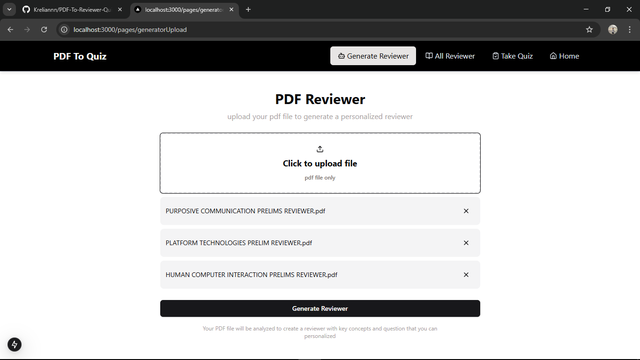 Kreliannn/PDF-To-Reviewer-Qu
localhost:3000/pages/generator
localhost:3000/pages/generatorUpload
PDF To Quiz
Generate Reviewer
All Reviewer
Take Quiz
Home
PDF Reviewer
upload your pdf file to generate a personalized reviewer
Click to upload file
pdf file only
PURPOSIVE COMMUNICATION PRELIMS REVIEWER.pdf
PLATFORM TECHNOLOGIES PRELIM REVIEWER.pdf
HUMAN COMPUTER INTERACTION PRELIMS REVIEWER.pdf
Generate Reviewer
Your PDF file will be analyzed to create a reviewer with key concepts and question that you can
personalized